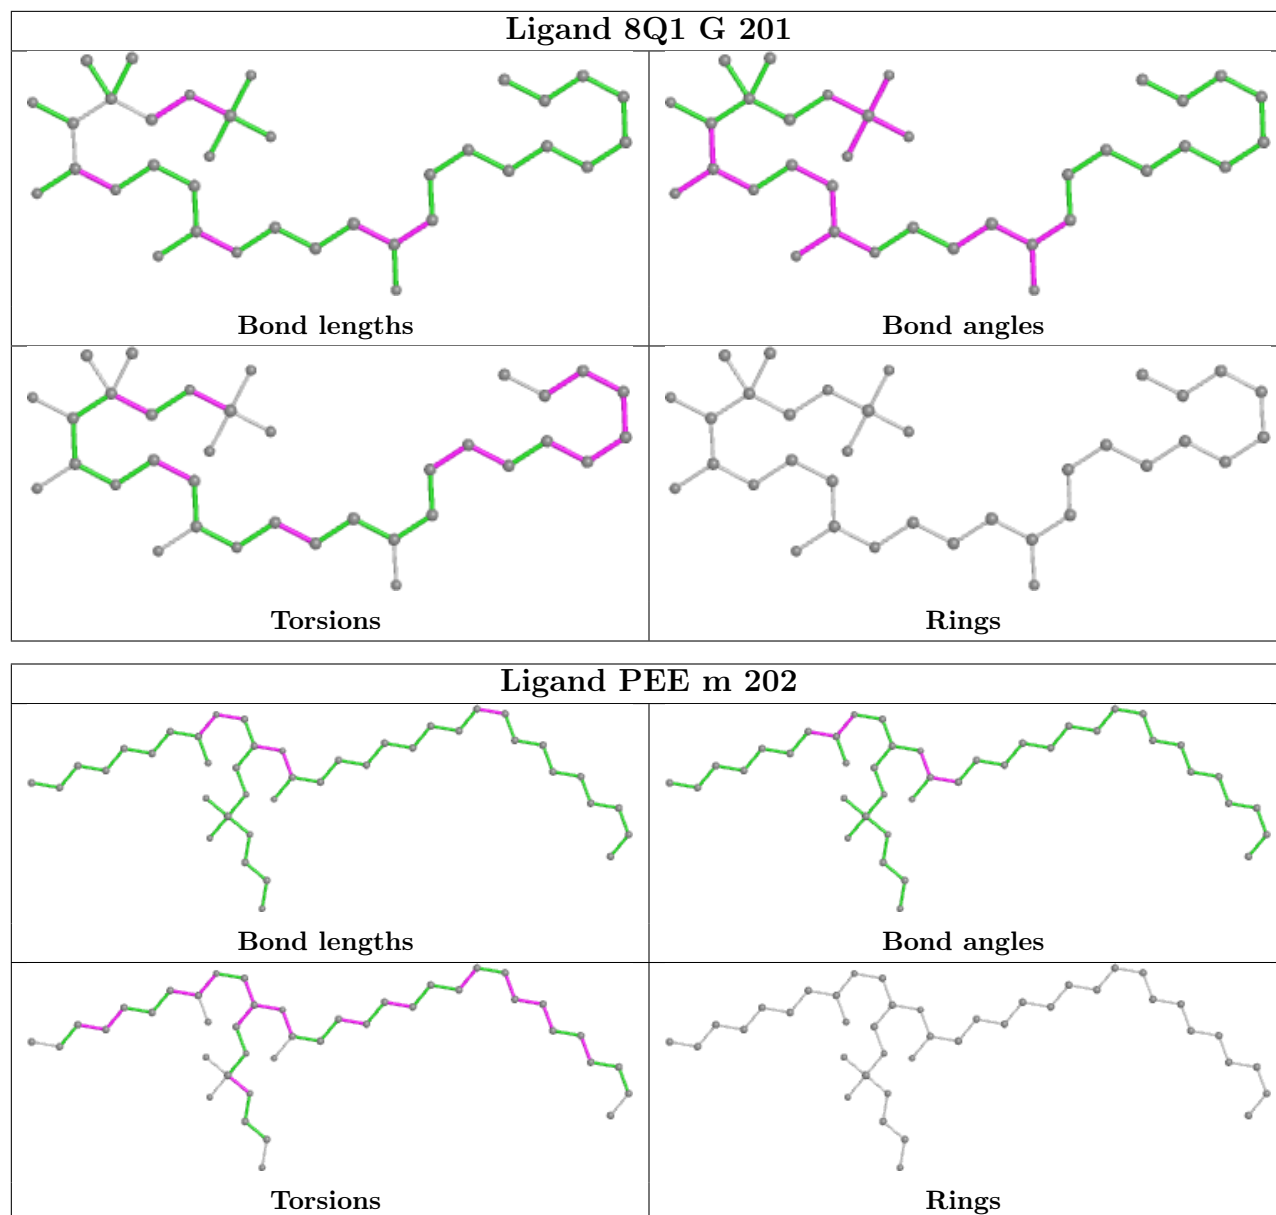 Ligand 8Q1 G 201
Bond lengths
Bond angles
Torsions
Rings
Ligand PEE m 202
Bond lengths
Bond angles
Torsions
Rings